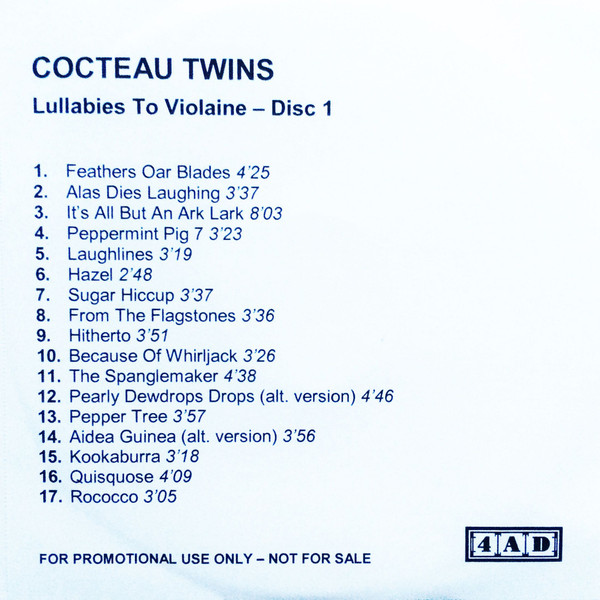 COCTEAU TWINS
Lullabies To Violaine – Disc 1
1. Feathers Oar Blades 4'25
2. Alas Dies Laughing 3'37
3. It's All But An Ark Lark 8'03
4. Peppermint Pig 7 3'23
5. Laughlines 3'19
6. Hazel 2'48
7. Sugar Hiccup 3'37
8. From The Flagstones 3'36
9. Hitherto 3'51
10. Because Of Whirljack 3'26
11. The Spanglemaker 4'38
12. Pearly Dewdrops Drops (alt. version) 4'46
13. Pepper Tree 3'57
14. Aidea Guinea (alt. version) 3'56
15. Kookaburra 3'18
16. Quisquose 4'09
17. Rococco 3'05
4AD
FOR PROMOTIONAL USE ONLY – NOT FOR SALE